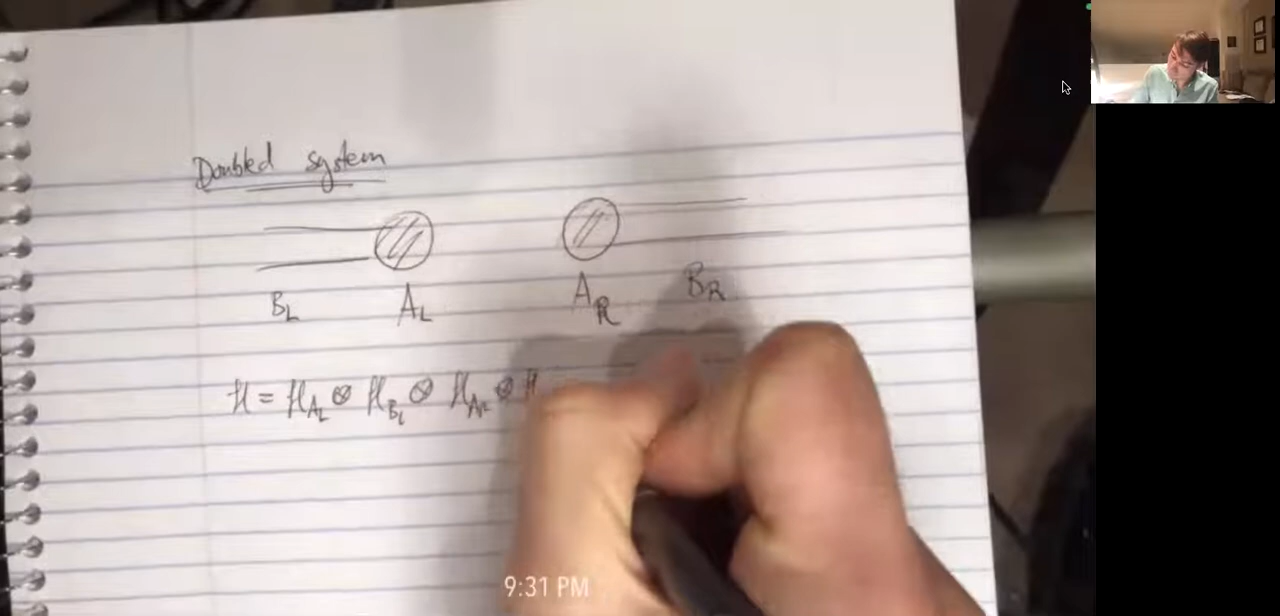 Doubled system
B_L A_L A_R B_R
H = H_{A_L} ⊗ H_{B_L} ⊗ H_{A_R} ⊗ H
9:31 PM